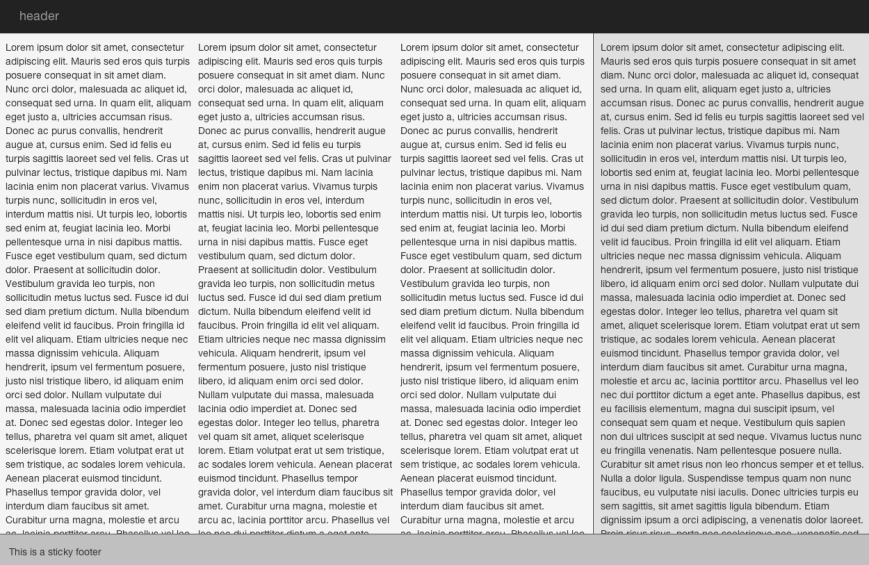 header
Lorem ipsum dolor sit amet, consectetur
adipiscing elit. Mauris sed eros quis turpis
posuere consequat in sit amet diam.
Nunc orci dolor, malesuada ac aliquet id,
consequat sed urna. In quam elit, aliquam
eget justo a, ultricies accumsan risus.
Donec ac purus convallis, hendrerit
augue at, cursus enim. Sed id felis eu
turpis sagittis laoreet sed vel felis. Cras ut
pulvinar lectus, tristique dapibus mi. Nam
lacinia enim non placerat varius. Vivamus
turpis nunc, sollicitudin in eros vel,
interdum mattis nisi. Ut turpis leo, lobortis
sed enim at, feugiat lacinia leo. Morbi
pellentesque urna in nisi dapibus mattis.
Fusce eget vestibulum quam, sed dictum
dolor. Praesent at sollicitudin dolor.
Vestibulum gravida leo turpis, non
sollicitudin metus luctus sed. Fusce id dui
sed diam pretium dictum. Nulla bibendum
eleifend velit id faucibus. Proin fringilla id
elit vel aliquam. Etiam ultricies neque nec
massa dignissim vehicula. Aliquam
hendrerit, ipsum vel fermentum posuere,
justo nisl tristique libero, id aliquam enim
orci sed dolor. Nullam vulputate dui
massa, malesuada lacinia odio imperdiet
at. Donec sed egestas dolor. Integer leo
tellus, pharetra vel quam sit amet, aliquet
scelerisque lorem. Etiam volutpat erat ut
sem tristique, ac sodales lorem vehicula.
Aenean placerat euismod tincidunt.
Phasellus tempor gravida dolor, vel
interdum diam faucibus sit amet.
Curabitur urna magna, molestie et arcu
ac, lacinia porttitor arcu. Phasellus vel leo
Lorem ipsum dolor sit amet, consectetur
adipiscing elit. Mauris sed eros quis turpis
posuere consequat in sit amet diam. Nunc
orci dolor, malesuada ac aliquet id,
consequat sed urna. In quam elit, aliquam
eget justo a, ultricies accumsan risus.
Donec ac purus convallis, hendrerit augue
at, cursus enim. Sed id felis eu turpis
sagittis laoreet sed vel felis. Cras ut pulvinar
lectus, tristique dapibus mi. Nam lacinia
enim non placerat varius. Vivamus turpis
nunc, sollicitudin in eros vel, interdum
mattis nisi. Ut turpis leo, lobortis sed enim
at, feugiat lacinia leo. Morbi pellentesque
urna in nisi dapibus mattis. Fusce eget
vestibulum quam, sed dictum dolor.
Praesent at sollicitudin dolor. Vestibulum
gravida leo turpis, non sollicitudin metus
luctus sed. Fusce id dui sed diam pretium
dictum. Nulla bibendum eleifend velit id
faucibus. Proin fringilla id elit vel aliquam.
Etiam ultricies neque nec massa dignissim
vehicula. Aliquam hendrerit, ipsum vel
fermentum posuere, justo nisl tristique
libero, id aliquam enim orci sed dolor.
Nullam vulputate dui massa, malesuada
lacinia odio imperdiet at. Donec sed
egestas dolor. Integer leo tellus, pharetra
vel quam sit amet, aliquet scelerisque
lorem. Etiam volutpat erat ut sem tristique,
ac sodales lorem vehicula. Aenean placerat
euismod tincidunt. Phasellus tempor
gravida dolor, vel interdum diam faucibus sit
amet. Curabitur urna magna, molestie et
arcu ac, lacinia porttitor arcu. Phasellus vel
leo nec dui porttitor dictum a eget ante.
Lorem ipsum dolor sit amet, consectetur
adipiscing elit. Mauris sed eros quis turpis
posuere consequat in sit amet diam.
Nunc orci dolor, malesuada ac aliquet id,
consequat sed urna. In quam elit, aliquam
eget justo a, ultricies accumsan risus.
Donec ac purus convallis, hendrerit
augue at, cursus enim. Sed id felis eu
turpis sagittis laoreet sed vel felis. Cras ut
pulvinar lectus, tristique dapibus mi. Nam
lacinia enim non placerat varius. Vivamus
turpis nunc, sollicitudin in eros vel,
interdum mattis nisi. Ut turpis leo, lobortis
sed enim at, feugiat lacinia leo. Morbi
pellentesque urna in nisi dapibus mattis.
Fusce eget vestibulum quam, sed dictum
dolor. Praesent at sollicitudin dolor.
Vestibulum gravida leo turpis, non
sollicitudin metus luctus sed. Fusce id dui
sed diam pretium dictum. Nulla bibendum
eleifend velit id faucibus. Proin fringilla id
elit vel aliquam. Etiam ultricies neque nec
massa dignissim vehicula. Aliquam
hendrerit, ipsum vel fermentum posuere,
justo nisl tristique libero, id aliquam enim
orci sed dolor. Nullam vulputate dui
massa, malesuada lacinia odio imperdiet
at. Donec sed egestas dolor. Integer leo
tellus, pharetra vel quam sit amet, aliquet
scelerisque lorem. Etiam volutpat erat ut
sem tristique, ac sodales lorem vehicula.
Aenean placerat euismod tincidunt.
Phasellus tempor gravida dolor, vel
interdum diam faucibus sit amet.
Curabitur urna magna, molestie et arcu
ac, lacinia porttitor arcu. Phasellus vel leo
Lorem ipsum dolor sit amet, consectetur adipiscing elit.
Mauris sed eros quis turpis posuere consequat in sit amet
diam. Nunc orci dolor, malesuada ac aliquet id, consequat
sed urna. In quam elit, aliquam eget justo a, ultricies
accumsan risus. Donec ac purus convallis, hendrerit augue
at, cursus enim. Sed id felis eu turpis sagittis laoreet sed vel
felis. Cras ut pulvinar lectus, tristique dapibus mi. Nam
lacinia enim non placerat varius. Vivamus turpis nunc,
sollicitudin in eros vel, interdum mattis nisi. Ut turpis leo,
lobortis sed enim at, feugiat lacinia leo. Morbi pellentesque
urna in nisi dapibus mattis. Fusce eget vestibulum quam,
sed dictum dolor. Praesent at sollicitudin dolor. Vestibulum
gravida leo turpis, non sollicitudin metus luctus sed. Fusce
id dui sed diam pretium dictum. Nulla bibendum eleifend
velit id faucibus. Proin fringilla id elit vel aliquam. Etiam
ultricies neque nec massa dignissim vehicula. Aliquam
hendrerit, ipsum vel fermentum posuere, justo nisl tristique
libero, id aliquam enim orci sed dolor. Nullam vulputate dui
massa, malesuada lacinia odio imperdiet at. Donec sed
egestas dolor. Integer leo tellus, pharetra vel quam sit
amet, aliquet scelerisque lorem. Etiam volutpat erat ut sem
tristique, ac sodales lorem vehicula. Aenean placerat
euismod tincidunt. Phasellus tempor gravida dolor, vel
interdum diam faucibus sit amet. Curabitur urna magna,
molestie et arcu ac, lacinia porttitor arcu. Phasellus vel leo
nec dui porttitor dictum a eget ante. Phasellus dapibus, est
eu facilisis elementum, magna dui suscipit ipsum, vel
consequat sem quam et neque. Vestibulum quis sapien
non dui ultrices suscipit at sed neque. Vivamus luctus nunc
eu fringilla venenatis. Nam pellentesque posuere nulla.
Curabitur sit amet risus non leo rhoncus semper et et tellus.
Nulla a dolor ligula. Suspendisse tempus quam non nunc
faucibus, eu vulputate nisi iaculis. Donec ultricies turpis eu
sem sagittis, sit amet sagittis ligula bibendum. Etiam
dignissim ipsum a orci adipiscing, a venenatis dolor laoreet.
This is a sticky footer